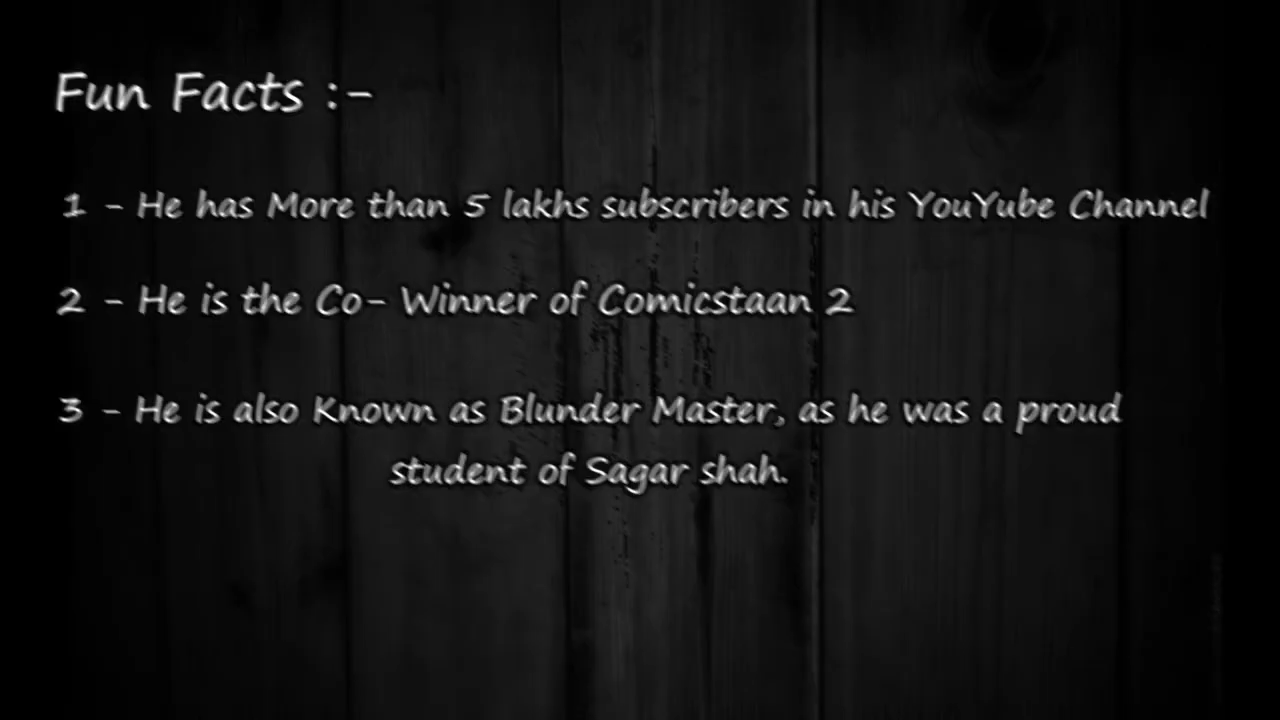 Fun Facts :-
1 - He has More than 5 lakhs subscribers in his YouYube Channel
2 - He is the Co- Winner of Comicstaan 2
3 - He is also Known as Blunder Master, as he was a proud
student of Sagar shah.